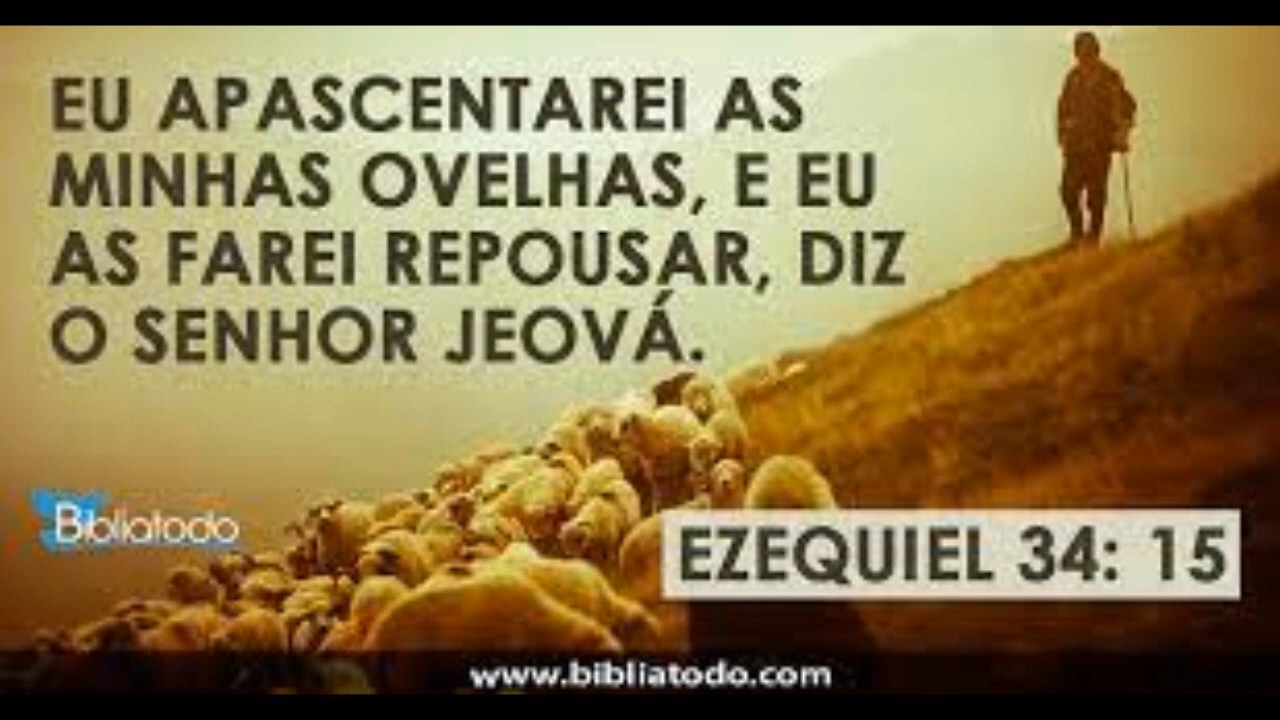 EU APASCENTAREI AS
MINHAS OVELHAS, E EU
AS FAREI REPOUSAR, DIZ
O SENHOR JEOVÁ.
Bibliatodo
EZEQUIEL 34: 15
www.bibliatodo.com